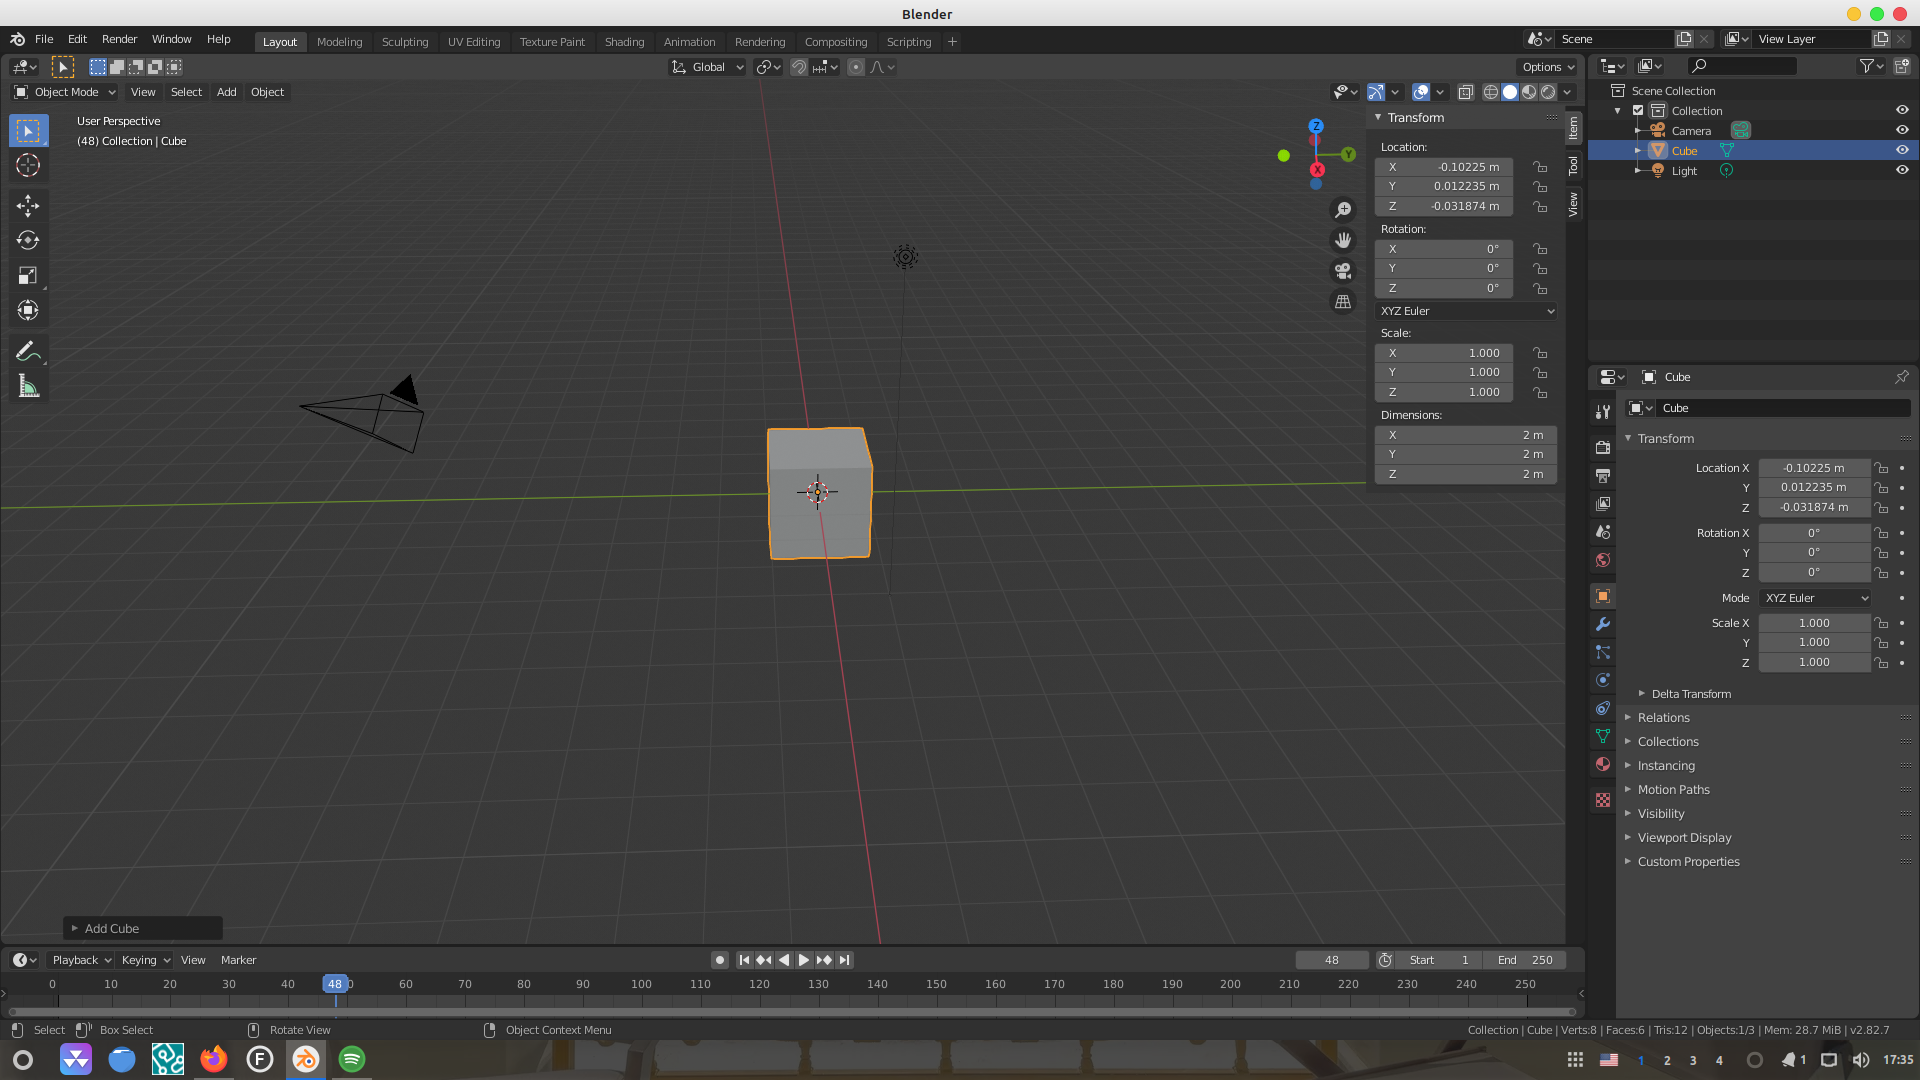 Blender
File Edit Render Window Help Layout Modeling Sculpting UV Editing Texture Paint Shading Animation Rendering Compositing Scripting + Scene View Layer
Global Options
Object Mode View Select Add Object
User Perspective
(48) Collection | Cube
Z
Y
X
Transform
Location:
X -0.10225 m
Y 0.012235 m
Z -0.031874 m
Rotation:
X 0°
Y 0°
Z 0°
XYZ Euler
Scale:
X 1.000
Y 1.000
Z 1.000
Dimensions:
X 2 m
Y 2 m
Z 2 m
Item
Tool
View
Scene Collection
Collection
Camera
Cube
Light
Cube
Cube
Transform
Location X -0.10225 m
Y 0.012235 m
Z -0.031874 m
Rotation X 0°
Y 0°
Z 0°
Mode XYZ Euler
Scale X 1.000
Y 1.000
Z 1.000
Delta Transform
Relations
Collections
Instancing
Motion Paths
Visibility
Viewport Display
Custom Properties
Add Cube
Playback Keying View Marker 48 Start 1 End 250
0 10 20 30 40 48 0 60 70 80 90 100 110 120 130 140 150 160 170 180 190 200 210 220 230 240 250
Select Box Select Rotate View Object Context Menu Collection | Cube | Verts:8 | Faces:6 | Tris:12 | Objects:1/3 | Mem: 28.7 MiB | v2.82.7
F 1 2 3 4 1 17:35